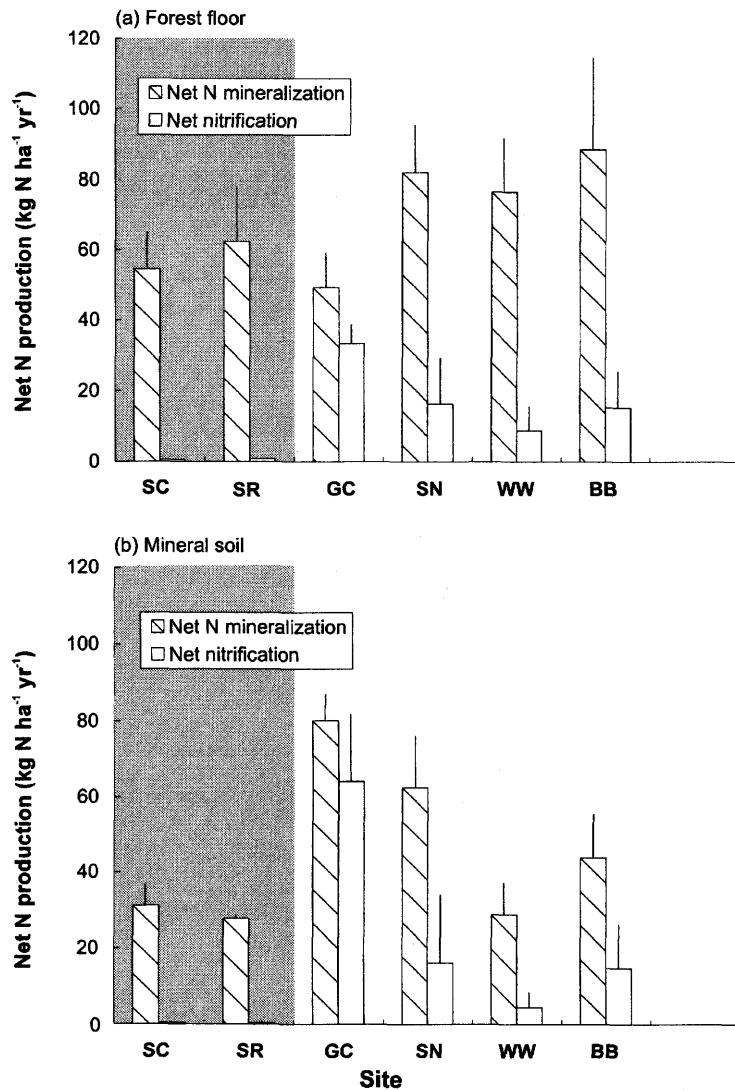 (a) Forest floor
Net N production (kg N ha⁻¹ yr⁻¹)
120
100
80
60
40
20
0
Net N mineralization
Net nitrification
SC SR GC SN WW BB
(b) Mineral soil
Net N production (kg N ha⁻¹ yr⁻¹)
120
100
80
60
40
20
0
Net N mineralization
Net nitrification
SC SR GC SN WW BB
Site